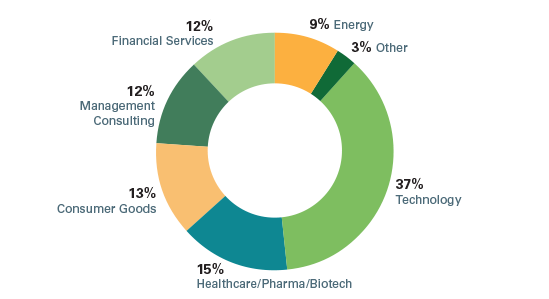 9% Energy
3% Other
37%
Technology
15%
Healthcare/Pharma/Biotech
13%
Consumer Goods
12%
Management
Consulting
12%
Financial Services